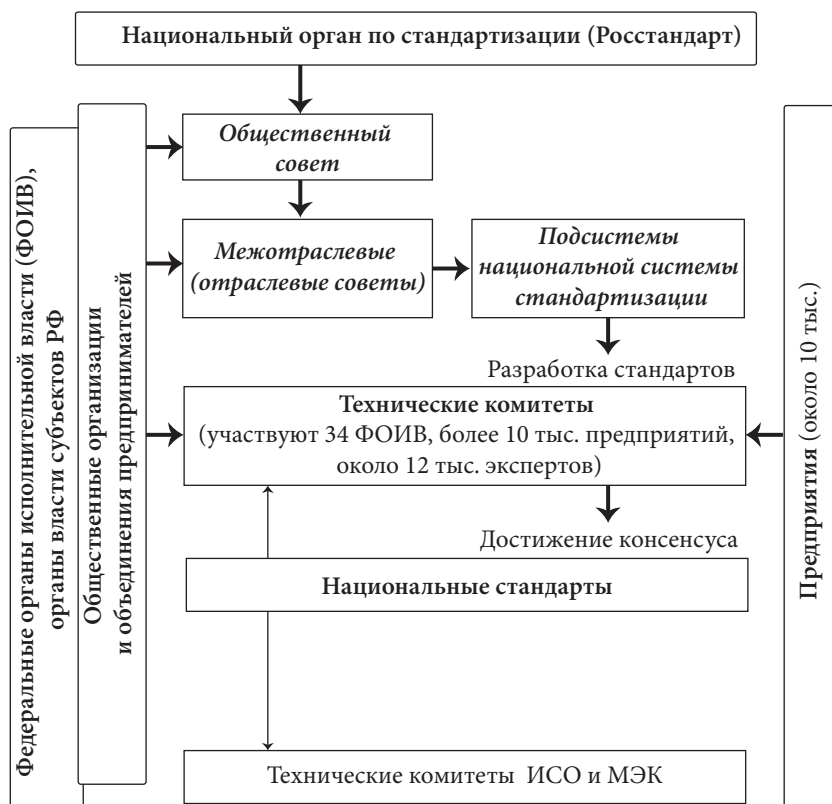 Национальный орган по стандартизации (Росстандарт)
Федеральные органы исполнительной власти (ФОИВ),
органы власти субъектов РФ
Общественные организации
и объединения предпринимателей
Общественный
совет
Межотраслевые
(отраслевые советы)
Подсистемы
национальной системы
стандартизации
Разработка стандартов
Технические комитеты
(участвуют 34 ФОИВ, более 10 тыс. предприятий,
около 12 тыс. экспертов)
Достижение консенсуса
Национальные стандарты
Технические комитеты ИСО и МЭК
Предприятия (около 10 тыс.)